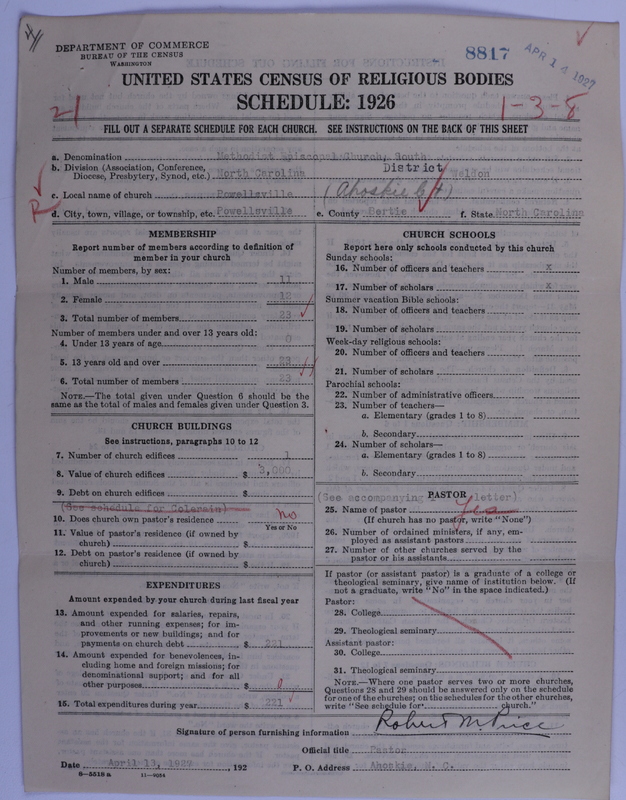 DEPARTMENT OF COMMERCE
BUREAU OF THE CENSUS
WASHINGTON
8817
APR 14 1927
UNITED STATES CENSUS OF RELIGIOUS BODIES
SCHEDULE: 1926
21
1-3-8
FILL OUT A SEPARATE SCHEDULE FOR EACH CHURCH. SEE INSTRUCTIONS ON THE BACK OF THIS SHEET
a. Denomination Methodist Episcopal Church, South
b. Division (Association, Conference, Diocese, Presbytery, Synod, etc.) North Carolina District Weldon
c. Local name of church Powellsville (Ahoskie Ct)
R
d. City, town, village, or township, etc. Powellsville e. County Bertie f. State North Carolina
MEMBERSHIP
Report number of members according to definition of
member in your church
Number of members, by sex:
1. Male 11
2. Female 12
3. Total number of members 23
Number of members under and over 13 years old:
4. Under 13 years of age 0
5. 13 years old and over 23
6. Total number of members 23
NOTE.—The total given under Question 6 should be
same as the total of males and females given under Question 3.
CHURCH BUILDINGS
See instructions, paragraphs 10 to 12
7. Number of church edifices 1
8. Value of church edifices $ 3,000
9. Debt on church edifices $
(See schedule for Colerain)
10. Does church own pastor's residence No
Yes or No
11. Value of pastor's residence (if owned by
church) $
12. Debt on pastor's residence (if owned by
church) $
EXPENDITURES
Amount expended by your church during last fiscal year
13. Amount expended for salaries, repairs,
and other running expenses; for im-
provements or new buildings; and for
payments on church debt $ 221
14. Amount expended for benevolences, in-
cluding home and foreign missions; for
denominational support; and for all
other purposes $ 0
15. Total expenditures during year $ 221
CHURCH SCHOOLS
Report here only schools conducted by this church
Sunday schools:
16. Number of officers and teachers x
17. Number of scholars x
Summer vacation Bible schools:
18. Number of officers and teachers
19. Number of scholars
Week-day religious schools:
20. Number of officers and teachers
21. Number of scholars
Parochial schools:
22. Number of administrative officers
23. Number of teachers—
a. Elementary (grades 1 to 8)
b. Secondary
24. Number of scholars—
a. Elementary (grades 1 to 8)
b. Secondary
PASTOR
(See accompanying letter)
25. Name of pastor Yes
(If church has no pastor, write "None")
26. Number of ordained ministers, if any, em-
ployed as assistant pastors
27. Number of other churches served by the
pastor or his assistants
If pastor (or assistant pastor) is a graduate of a college or
theological seminary, give name of institution below. (If
not a graduate, write "No" in the space indicated.)
Pastor:
28. College
29. Theological seminary
Assistant pastor:
30. College
31. Theological seminary
NOTE.—Where one pastor serves two or more churches,
Questions 28 and 29 should be answered only on the schedule
for one of the churches; on the schedules for the other churches,
write "See schedule for church."
Signature of person furnishing information Robert M. Price
Official title Pastor
Date April 13, 1927, 192 P. O. Address Ahoskie, N. C.
8—5518 a 11—9054